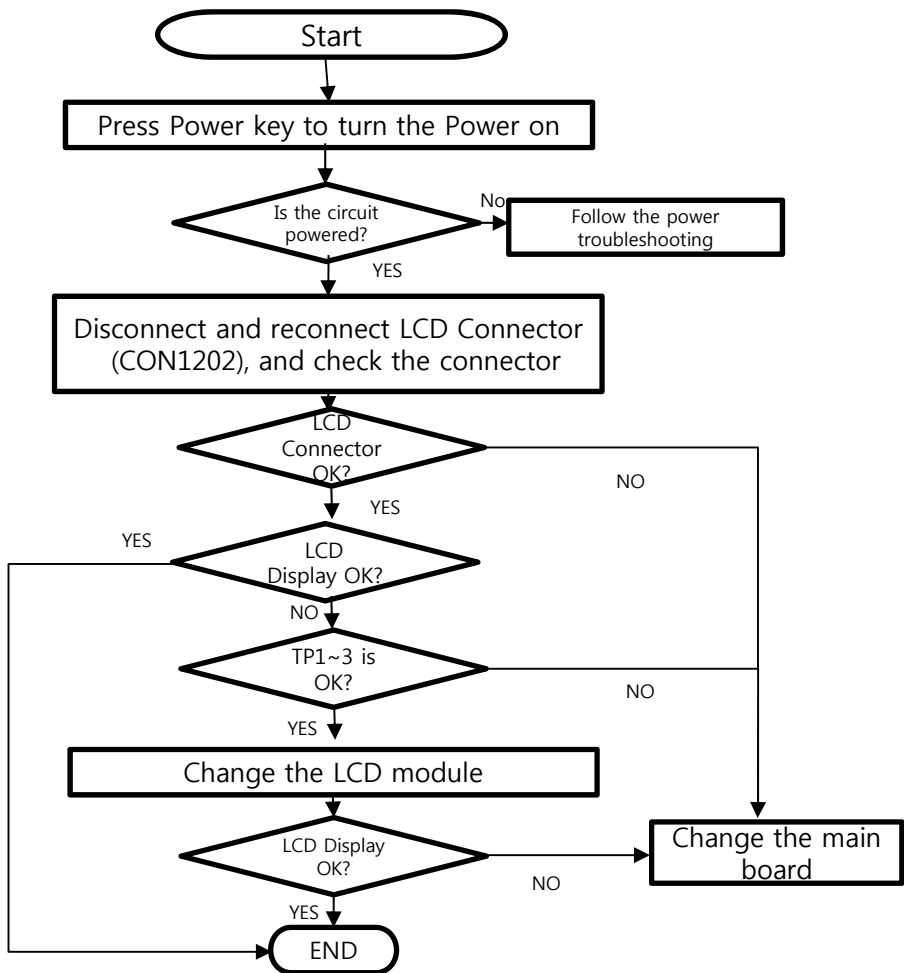 Start
Press Power key to turn the Power on
Is the circuit
powered?
No
Follow the power
troubleshooting
YES
Disconnect and reconnect LCD Connector
(CON1202), and check the connector
LCD
Connector
OK?
NO
YES
YES
LCD
Display OK?
NO
TP1~3 is
OK?
NO
YES
Change the LCD module
LCD Display
OK?
NO
Change the main
board
YES
END